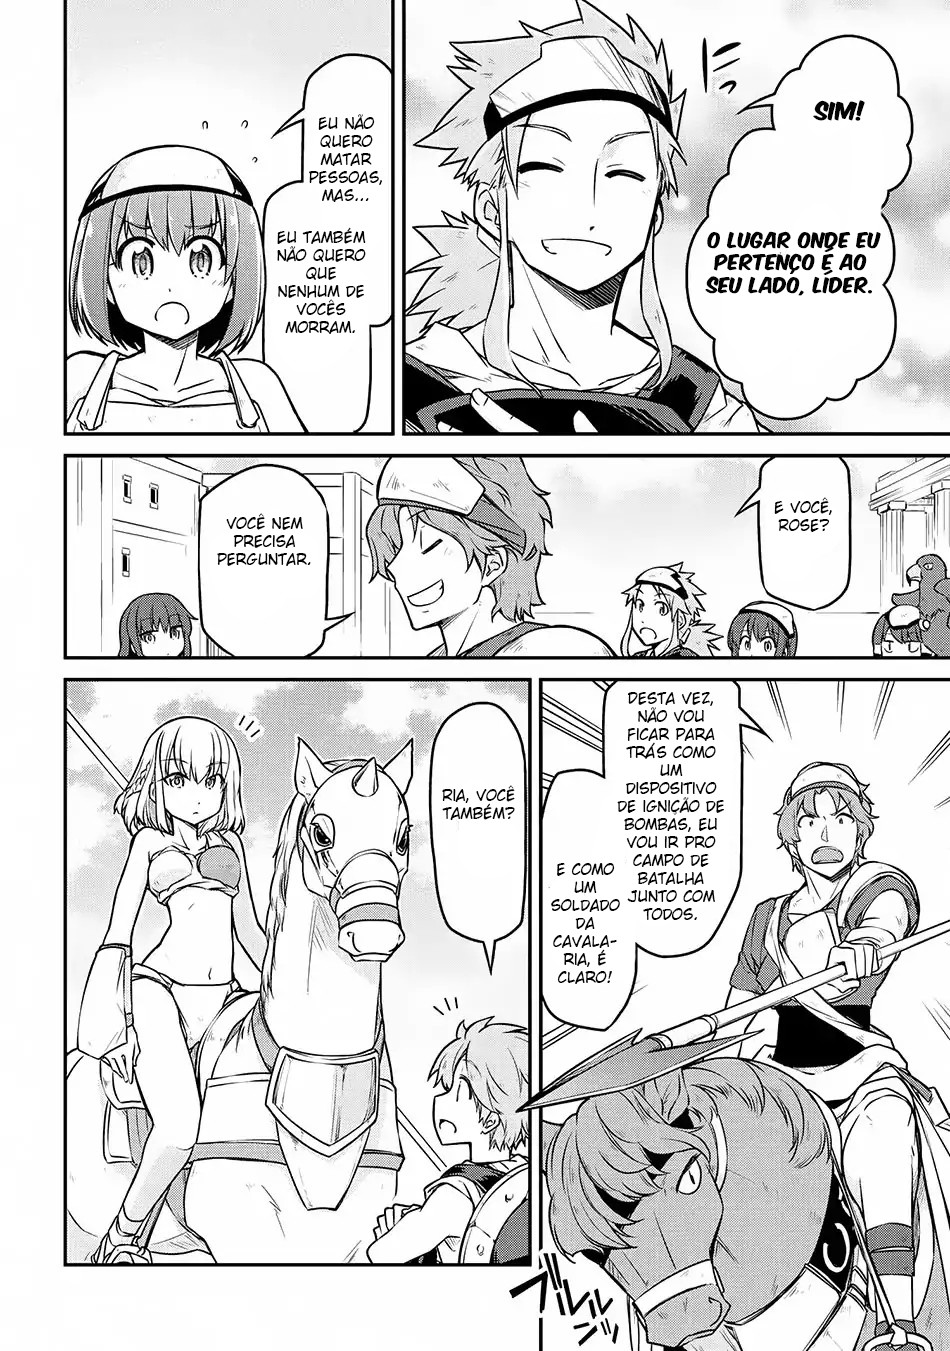 SIM!
O LUGAR ONDE EU
PERTENÇO É AO
SEU LADO, LÍDER.
EU NÃO
QUERO
MATAR
PESSOAS,
MAS...
EU TAMBÉM
NÃO QUERO
QUE
NENHUM DE
VOCÊS
MORRAM.
E VOCÊ,
ROSE?
VOCÊ NEM
PRECISA
PERGUNTAR.
DESTA VEZ,
NÃO VOU
FICAR PARA
TRÁS COMO
UM
DISPOSITIVO
DE IGNIÇÃO DE
BOMBAS, EU
VOU IR PRO
CAMPO DE
BATALHA
JUNTO COM
TODOS.
E COMO
UM
SOLDADO
DA
CAVALA-
RIA, É
CLARO!
ブルル
RIA, VOCÊ
TAMBÉM?